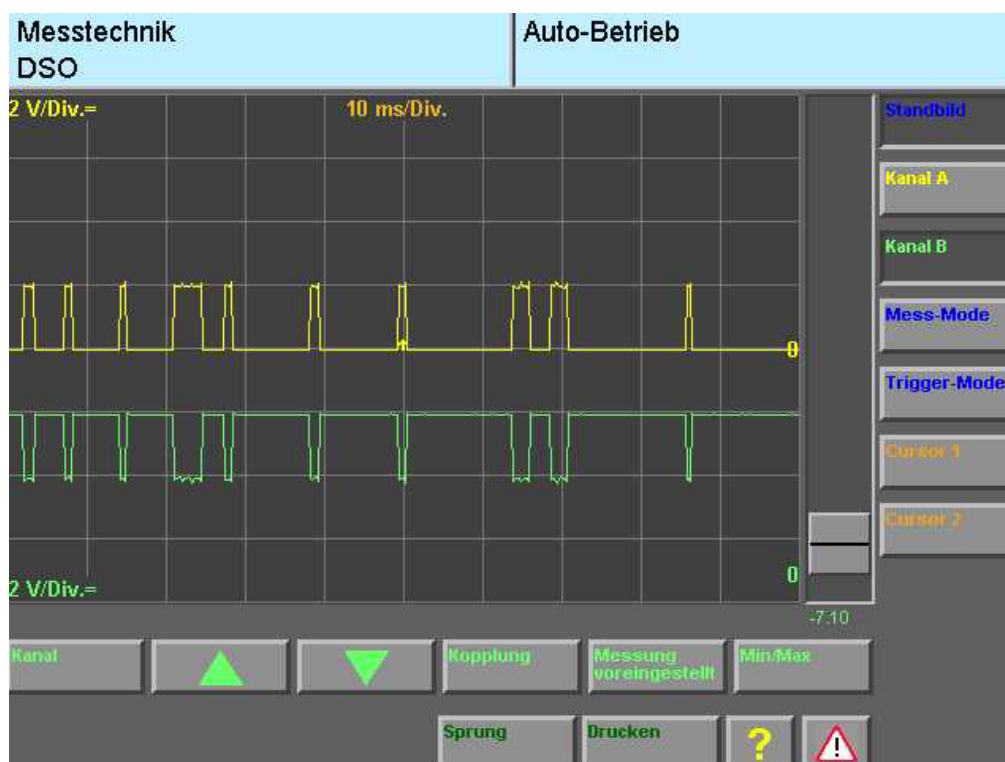 Messtechnik
DSO
Auto-Betrieb
2 V/Div.=
10 ms/Div.
0
0
2 V/Div.=
-7.10
Standbild
Kanal A
Kanal B
Mess-Mode
Trigger-Mode
Cursor 1
Cursor 2
Kanal
Kopplung
Messung
voreingestellt
Min/Max
Sprung
Drucken
?
!